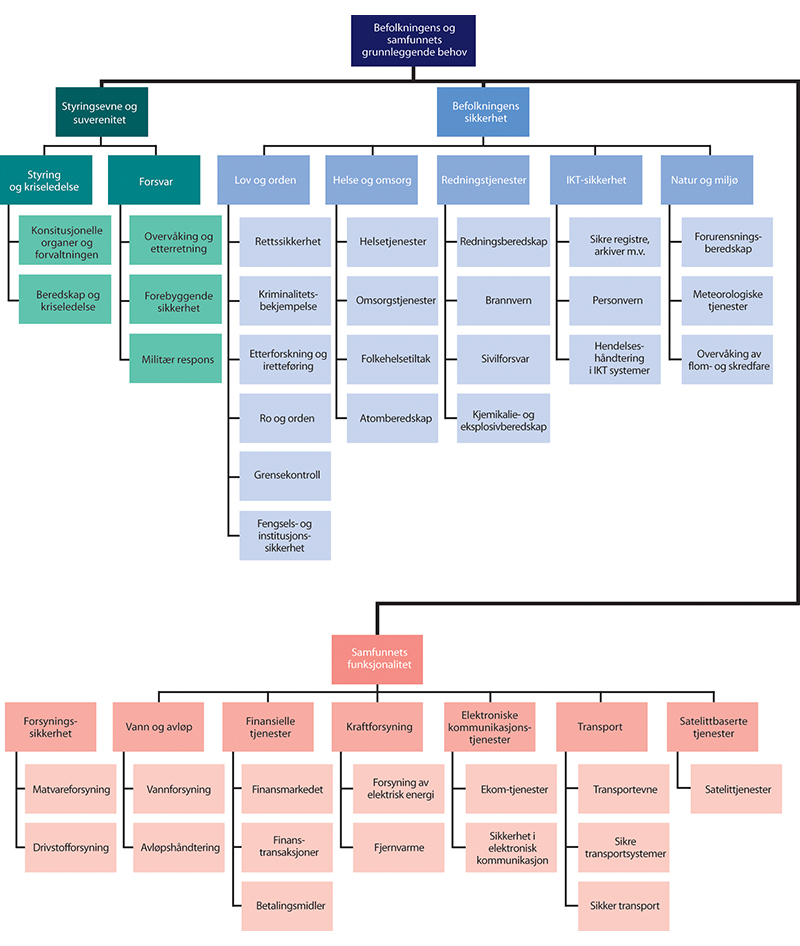 Befolkningens og
samfunnets
grunnleggende behov
Styringsevne og
suverenitet
Befolkningens
sikkerhet
Styring
og kriseledelse
Forsvar
Lov og orden
Helse og omsorg
Redningstjenester
IKT-sikkerhet
Natur og miljø
Konsitusjonelle
organer og
forvaltningen
Beredskap og
kriseledelse
Overvåking og
etterretning
Forebyggende
sikkerhet
Militær respons
Rettssikkerhet
Kriminalitets-
bekjempelse
Etterforskning og
iretteføring
Ro og orden
Grensekontroll
Fengsels- og
institusjons-
sikkerhet
Helsetjenester
Omsorgstjenester
Folkehelsetiltak
Atomberedskap
Redningsberedskap
Brannvern
Sivilforsvar
Kjemikalie- og
eksplosivberedskap
Sikre registre,
arkiver m.v.
Personvern
Hendelses-
håndtering
i IKT systemer
Forurensnings-
beredskap
Meteorologiske
tjenester
Overvåking av
flom- og skredfare
Samfunnets
funksjonalitet
Forsynings-
sikkerhet
Vann og avløp
Finansielle
tjenester
Kraftforsyning
Elektroniske
kommunikasjons-
tjenester
Transport
Satelittbaserte
tjenester
Matvareforsyning
Drivstofforsyning
Vannforsyning
Avløpshåndtering
Finansmarkedet
Finans-
transaksjoner
Betalingsmidler
Forsyning av
elektrisk energi
Fjernvarme
Ekom-tjenester
Sikkerhet i
elektronisk
kommunikasjon
Transportevne
Sikre
transportsystemer
Sikker transport
Satelittjenester